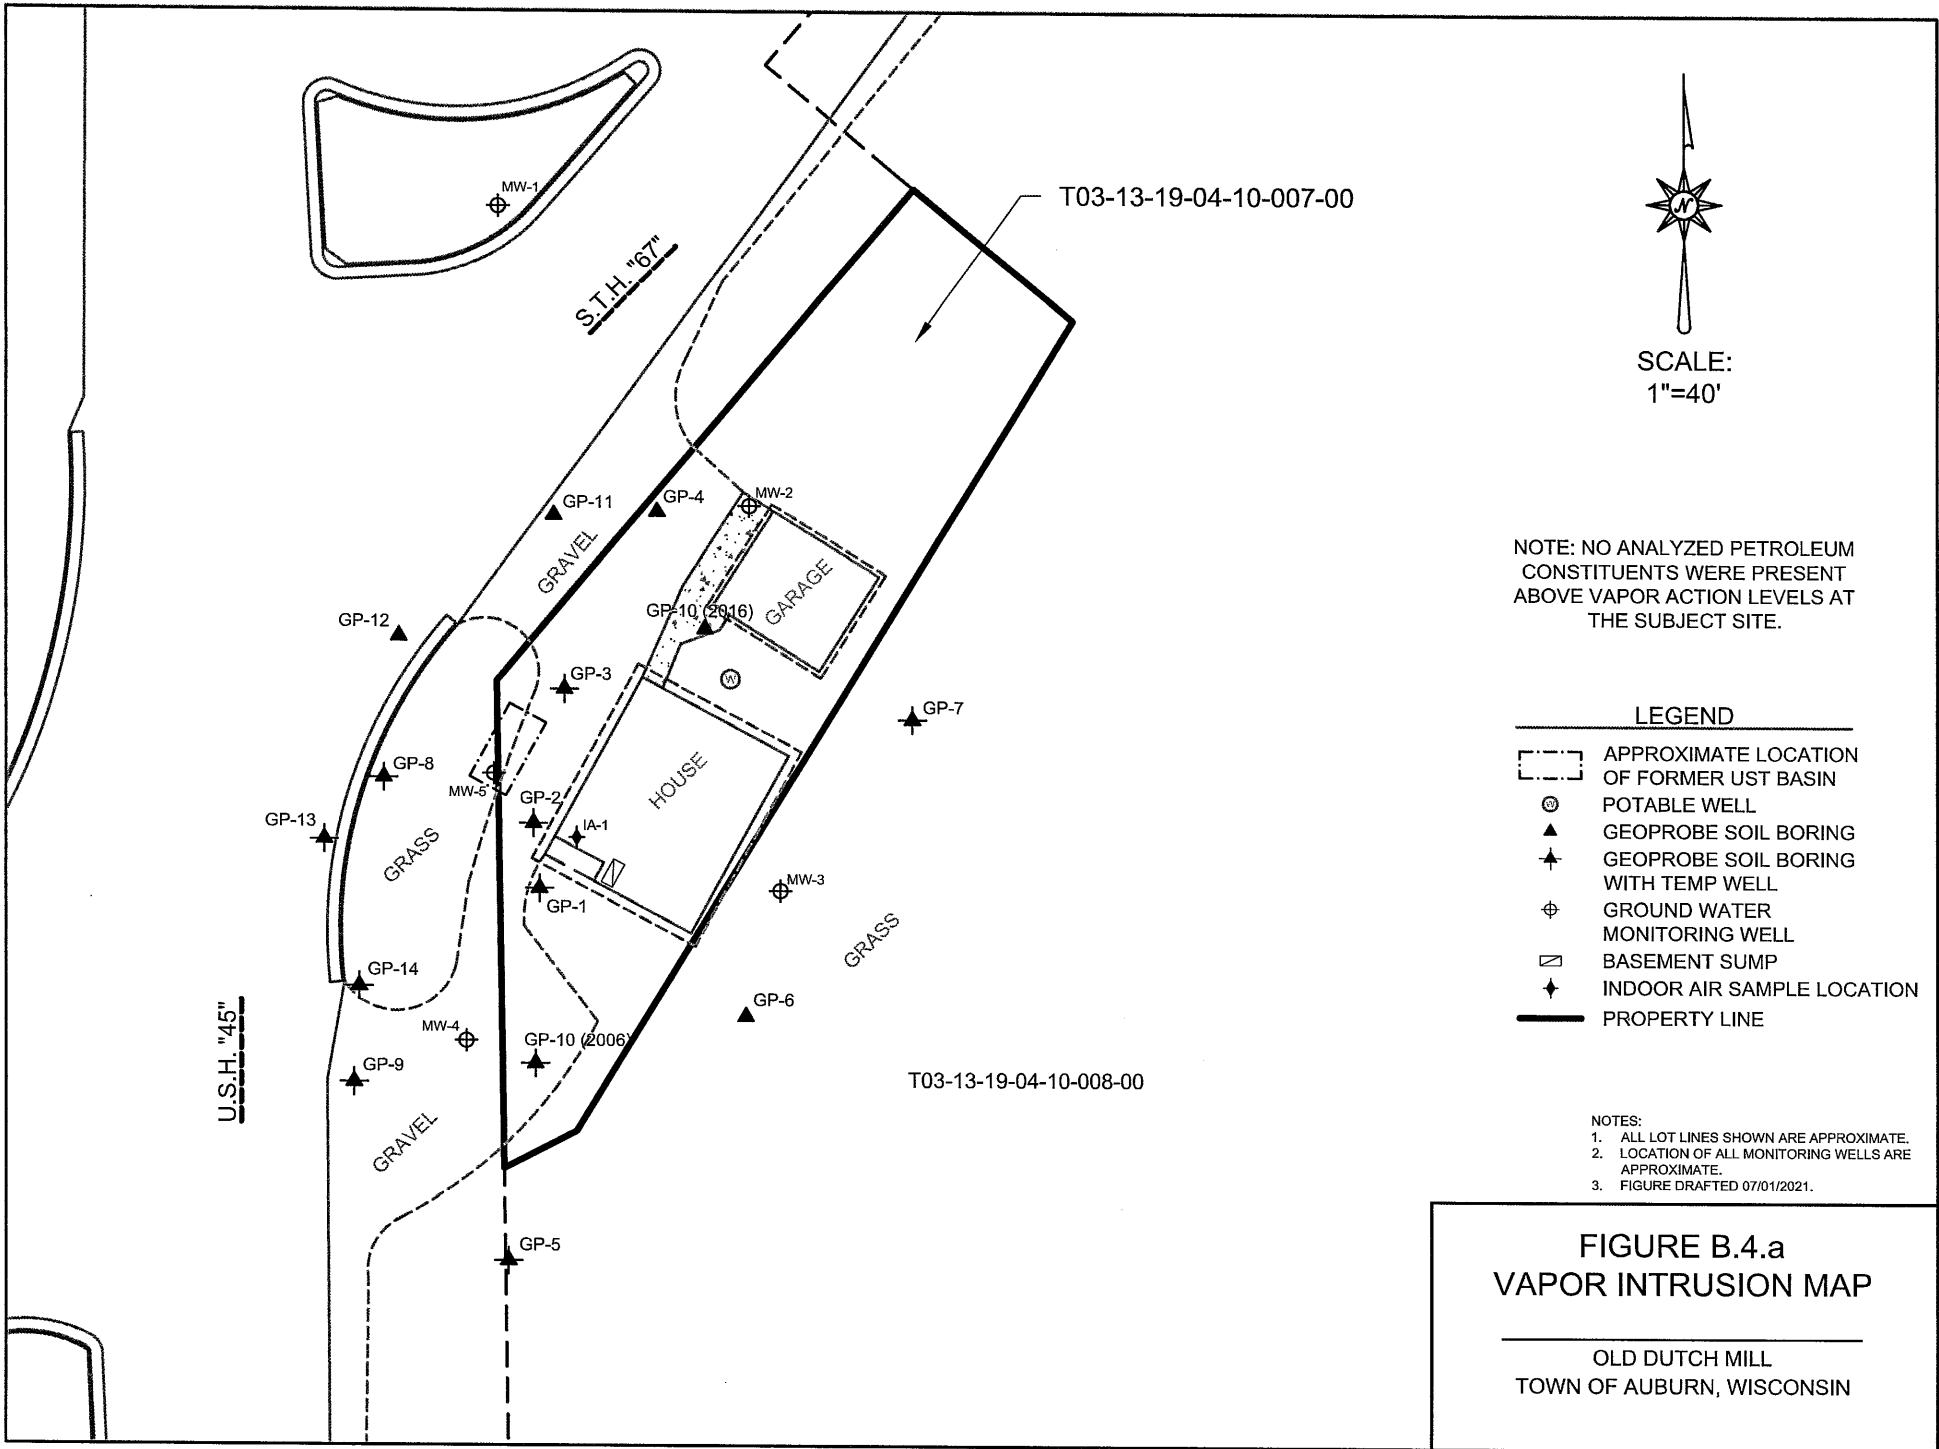 MW-1
S.T.H. "67"
T03-13-19-04-10-007-00
N
SCALE:
1"=40'
GP-11
GP-4
MW-2
GRAVEL
GARAGE
GP-10 (2016)
GP-12
GP-3
W
GP-7
HOUSE
GP-8
MW-5
GP-2
IA-1
GP-13
GRASS
GP-1
MW-3
GRASS
GP-14
GP-6
MW-4
GP-10 (2006)
U.S.H. "45"
GP-9
T03-13-19-04-10-008-00
GRAVEL
GP-5
NOTE: NO ANALYZED PETROLEUM
CONSTITUENTS WERE PRESENT
ABOVE VAPOR ACTION LEVELS AT
THE SUBJECT SITE.
LEGEND
APPROXIMATE LOCATION
OF FORMER UST BASIN
W
POTABLE WELL
GEOPROBE SOIL BORING
GEOPROBE SOIL BORING
WITH TEMP WELL
GROUND WATER
MONITORING WELL
BASEMENT SUMP
INDOOR AIR SAMPLE LOCATION
PROPERTY LINE
NOTES:
1. ALL LOT LINES SHOWN ARE APPROXIMATE.
2. LOCATION OF ALL MONITORING WELLS ARE
APPROXIMATE.
3. FIGURE DRAFTED 07/01/2021.
FIGURE B.4.a
VAPOR INTRUSION MAP
OLD DUTCH MILL
TOWN OF AUBURN, WISCONSIN